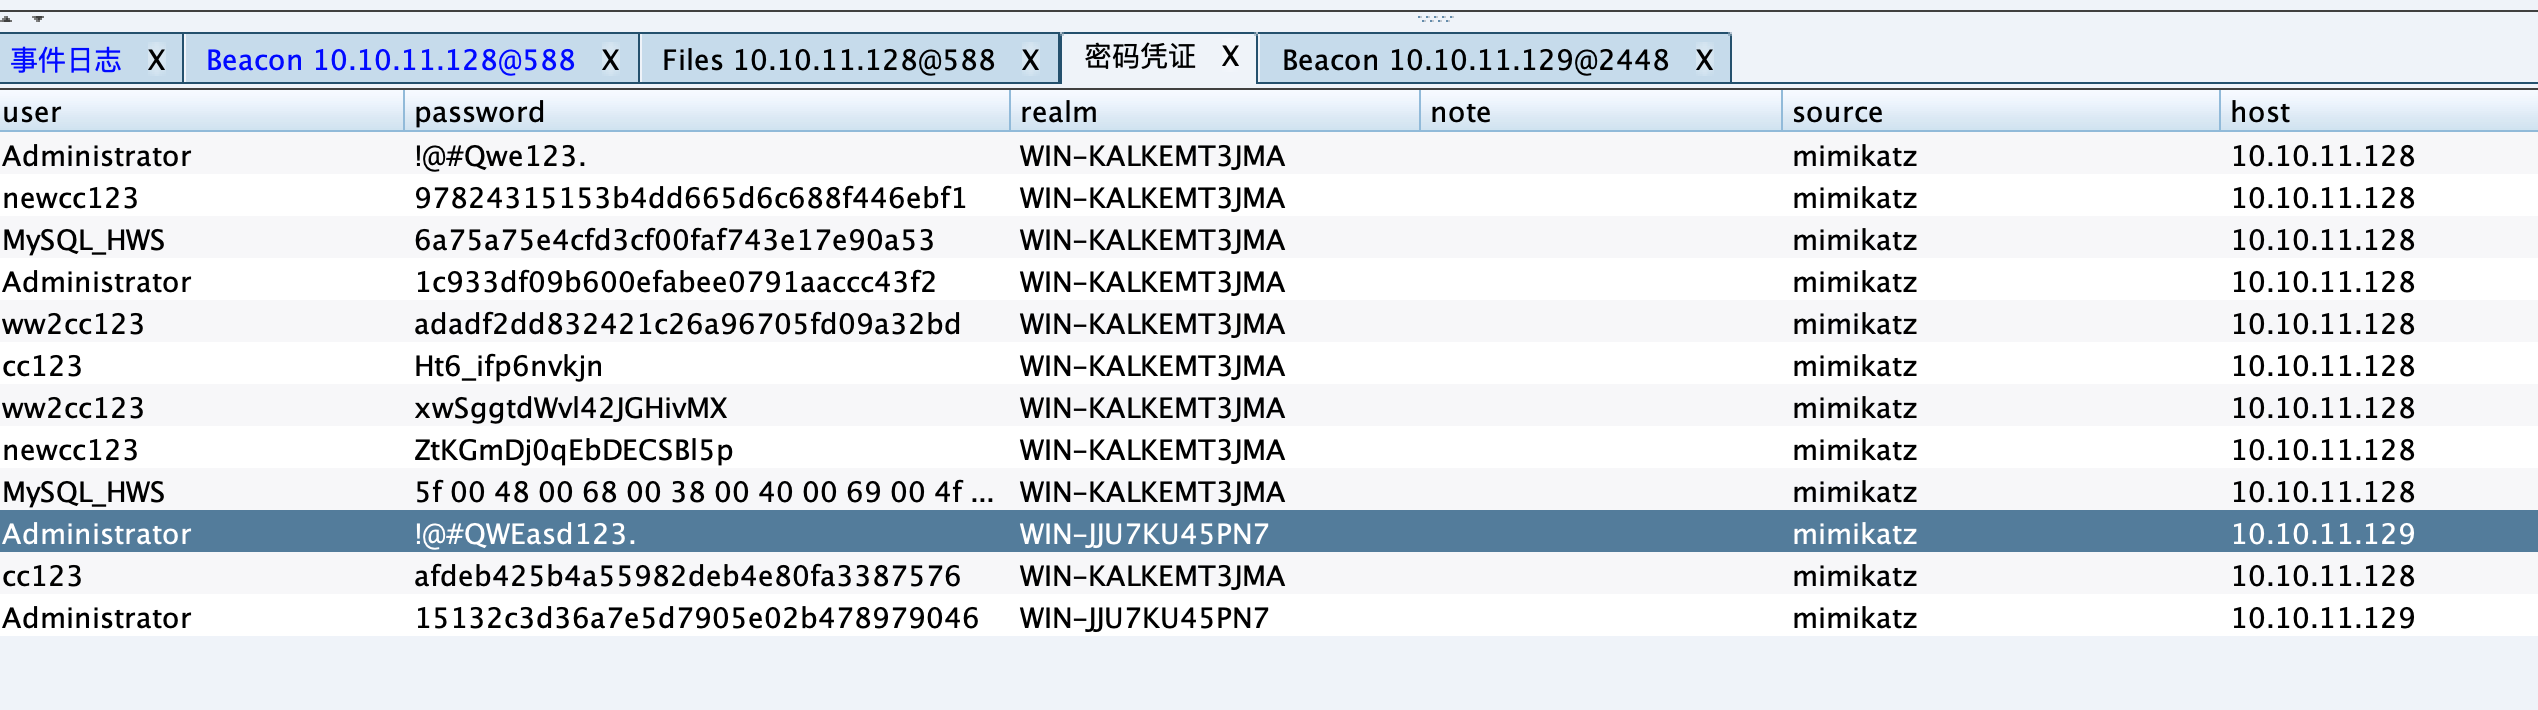 事件日志 X Beacon 10.10.11.128@588 X Files 10.10.11.128@588 X 密码凭证 X Beacon 10.10.11.129@2448 X
user password realm note source host
Administrator !@#Qwe123. WIN-KALKEMT3JMA mimikatz 10.10.11.128
newcc123 97824315153b4dd665d6c688f446ebf1 WIN-KALKEMT3JMA mimikatz 10.10.11.128
MySQL_HWS 6a75a75e4cfd3cf00faf743e17e90a53 WIN-KALKEMT3JMA mimikatz 10.10.11.128
Administrator 1c933df09b600efabee0791aaccc43f2 WIN-KALKEMT3JMA mimikatz 10.10.11.128
ww2cc123 adadf2dd832421c26a96705fd09a32bd WIN-KALKEMT3JMA mimikatz 10.10.11.128
cc123 Ht6_ifp6nvkjn WIN-KALKEMT3JMA mimikatz 10.10.11.128
ww2cc123 xwSggtdWvl42JGHivMX WIN-KALKEMT3JMA mimikatz 10.10.11.128
newcc123 ZtKGmDj0qEbDECSBl5p WIN-KALKEMT3JMA mimikatz 10.10.11.128
MySQL_HWS 5f 00 48 00 68 00 38 00 40 00 69 00 4f ... WIN-KALKEMT3JMA mimikatz 10.10.11.128
Administrator !@#QWEasd123. WIN-JJU7KU45PN7 mimikatz 10.10.11.129
cc123 afdeb425b4a55982deb4e80fa3387576 WIN-KALKEMT3JMA mimikatz 10.10.11.128
Administrator 15132c3d36a7e5d7905e02b478979046 WIN-JJU7KU45PN7 mimikatz 10.10.11.129